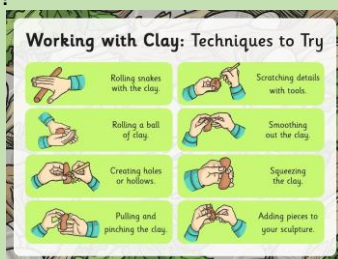 Working with Clay: Techniques to Try
Rolling snakes
with the clay.
Scratching details
with tools.
Rolling a ball
of clay.
Smoothing
out the clay.
Creating holes
or hollows.
Squeezing
the clay.
Pulling and
pinching the clay.
Adding pieces to
your sculpture.